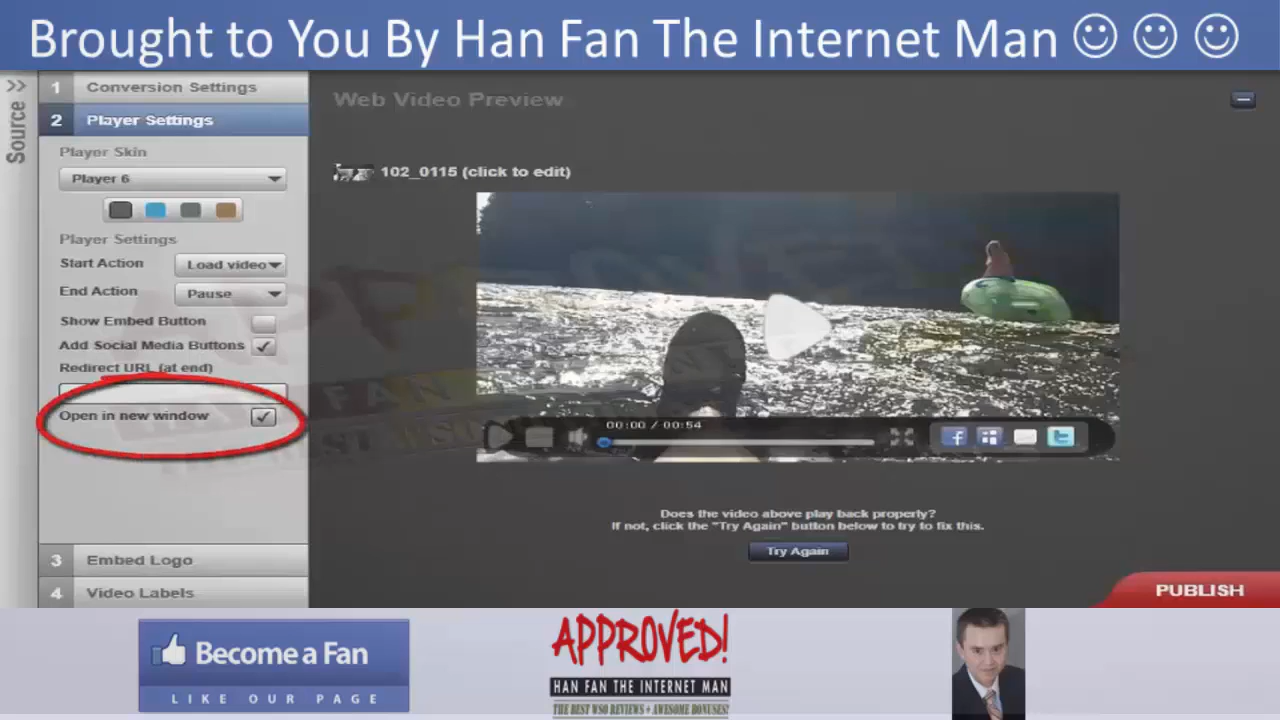 Brought to You By Han Fan The Internet Man
Source
1 Conversion Settings
2 Player Settings
Player Skin
Player 6
Player Settings
Start Action Load video
End Action Pause
Show Embed Button
Add Social Media Buttons
Redirect URL (at end)
Open in new window
3 Embed Logo
4 Video Labels
Web Video Preview
102_0115 (click to edit)
00:00 / 00:54
Does the video above play back properly?
If not, click the "Try Again" button below to try to fix this.
Try Again
PUBLISH
Become a Fan
LIKE OUR PAGE
APPROVED!
HAN FAN THE INTERNET MAN
THE BEST WSO REVIEWS + AWESOME BONUSES!